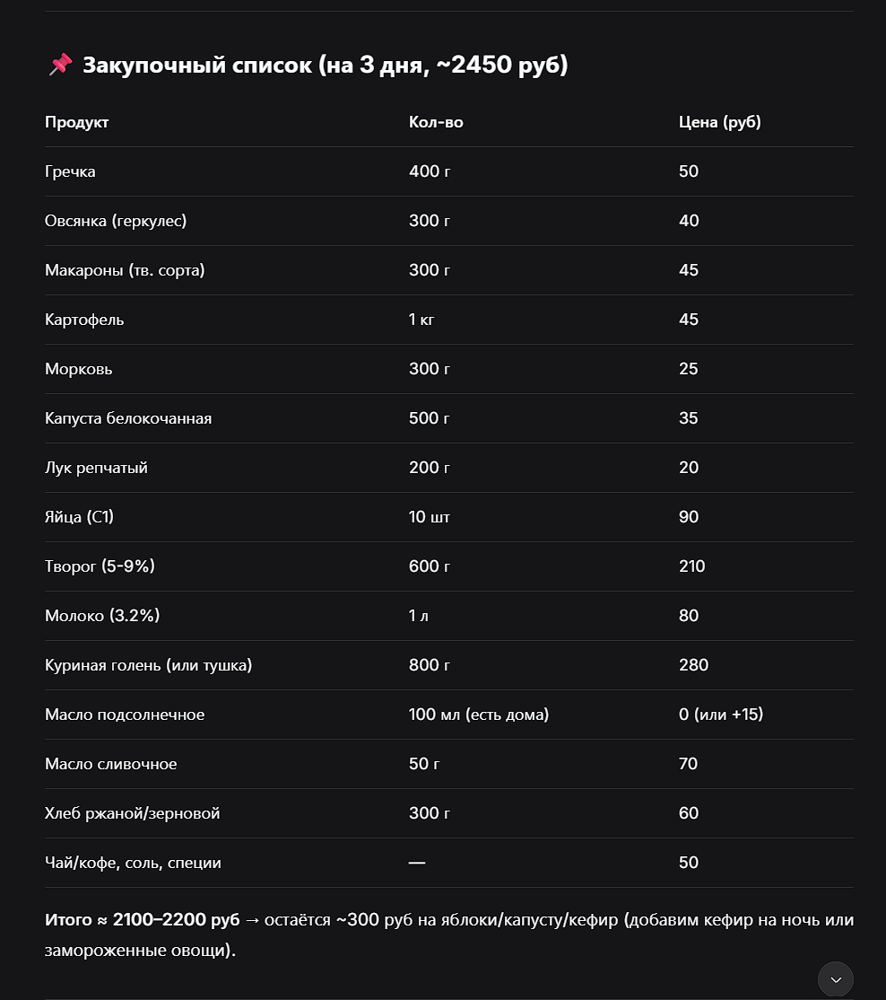 📌 Закупочный список (на 3 дня, ~2450 руб)
Продукт Кол-во Цена (руб)
Гречка 400 г 50
Овсянка (геркулес) 300 г 40
Макароны (тв. сорта) 300 г 45
Картофель 1 кг 45
Морковь 300 г 25
Капуста белокочанная 500 г 35
Лук репчатый 200 г 20
Яйца (С1) 10 шт 90
Творог (5-9%) 600 г 210
Молоко (3.2%) 1 л 80
Куриная голень (или тушка) 800 г 280
Масло подсолнечное 100 мл (есть дома) 0 (или +15)
Масло сливочное 50 г 70
Хлеб ржаной/зерновой 300 г 60
Чай/кофе, соль, специи — 50
Итого ≈ 2100–2200 руб → остаётся ~300 руб на яблоки/капусту/кефир (добавим кефир на ночь или
замороженные овощи).